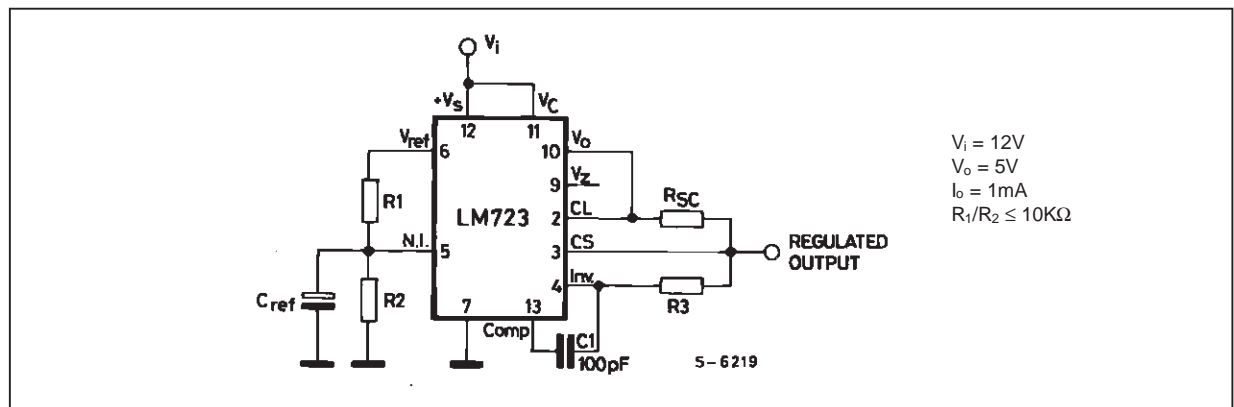 Vi
+Vs
VC
12
11
Vref
6
Vo
10
Vz
9
R1
LM723
CL
2
RSC
CS
3
REGULATED
OUTPUT
N.I.
5
Inv.
4
R3
Cref
R2
7
13
Comp
C1
100pF
S-6219
Vi = 12V
Vo = 5V
Io = 1mA
R1/R2 ≤ 10KΩ